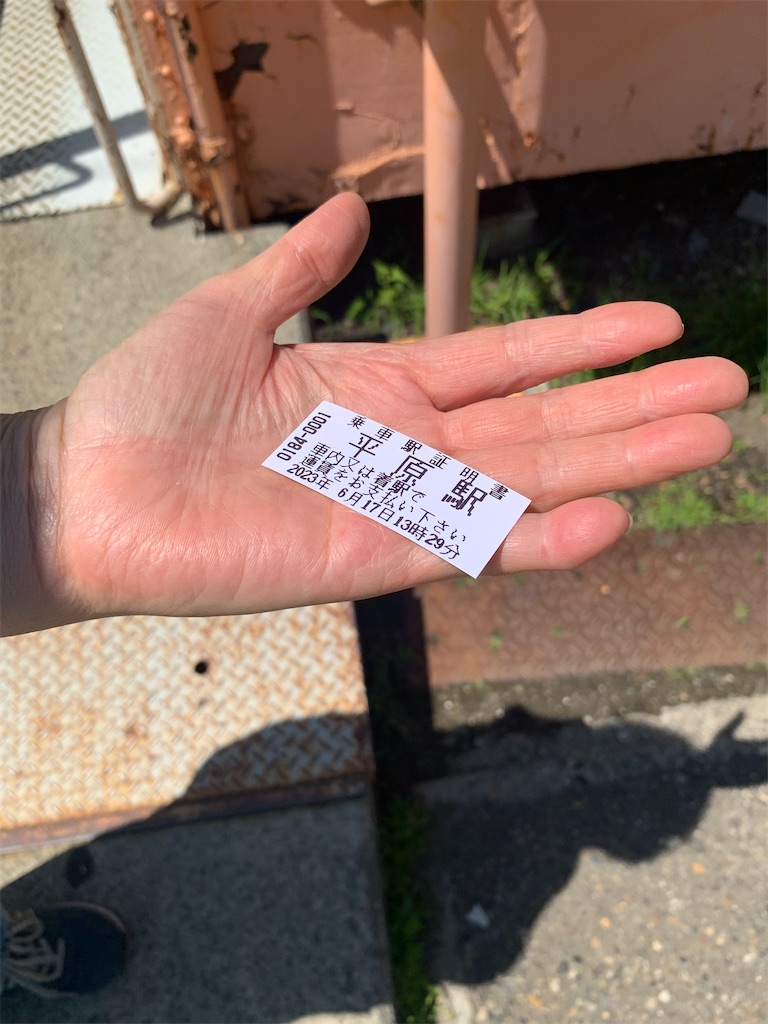 0184-0001
乗車駅証明書
平原駅
車内又は着駅で
運賃をお支払い下さい
2023年 6月17日13時29分